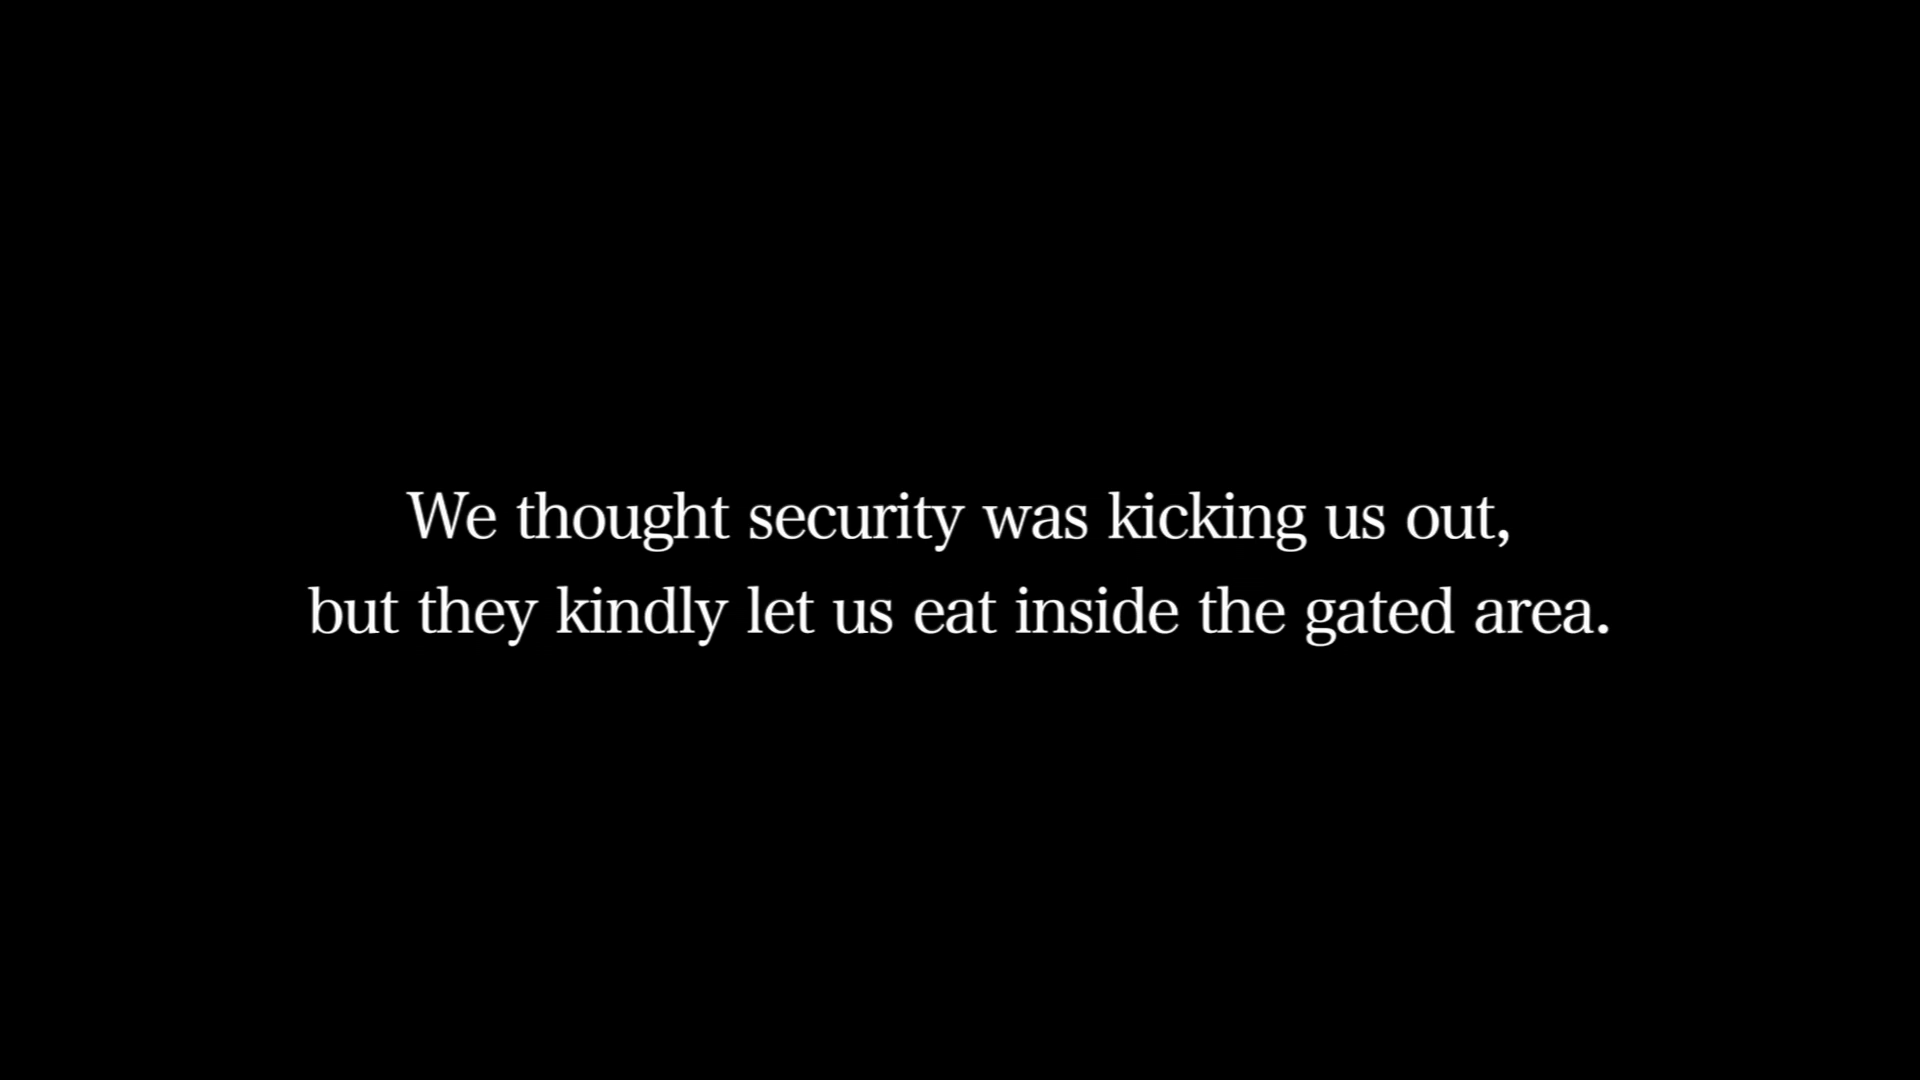 We thought security was kicking us out,
but they kindly let us eat inside the gated area.